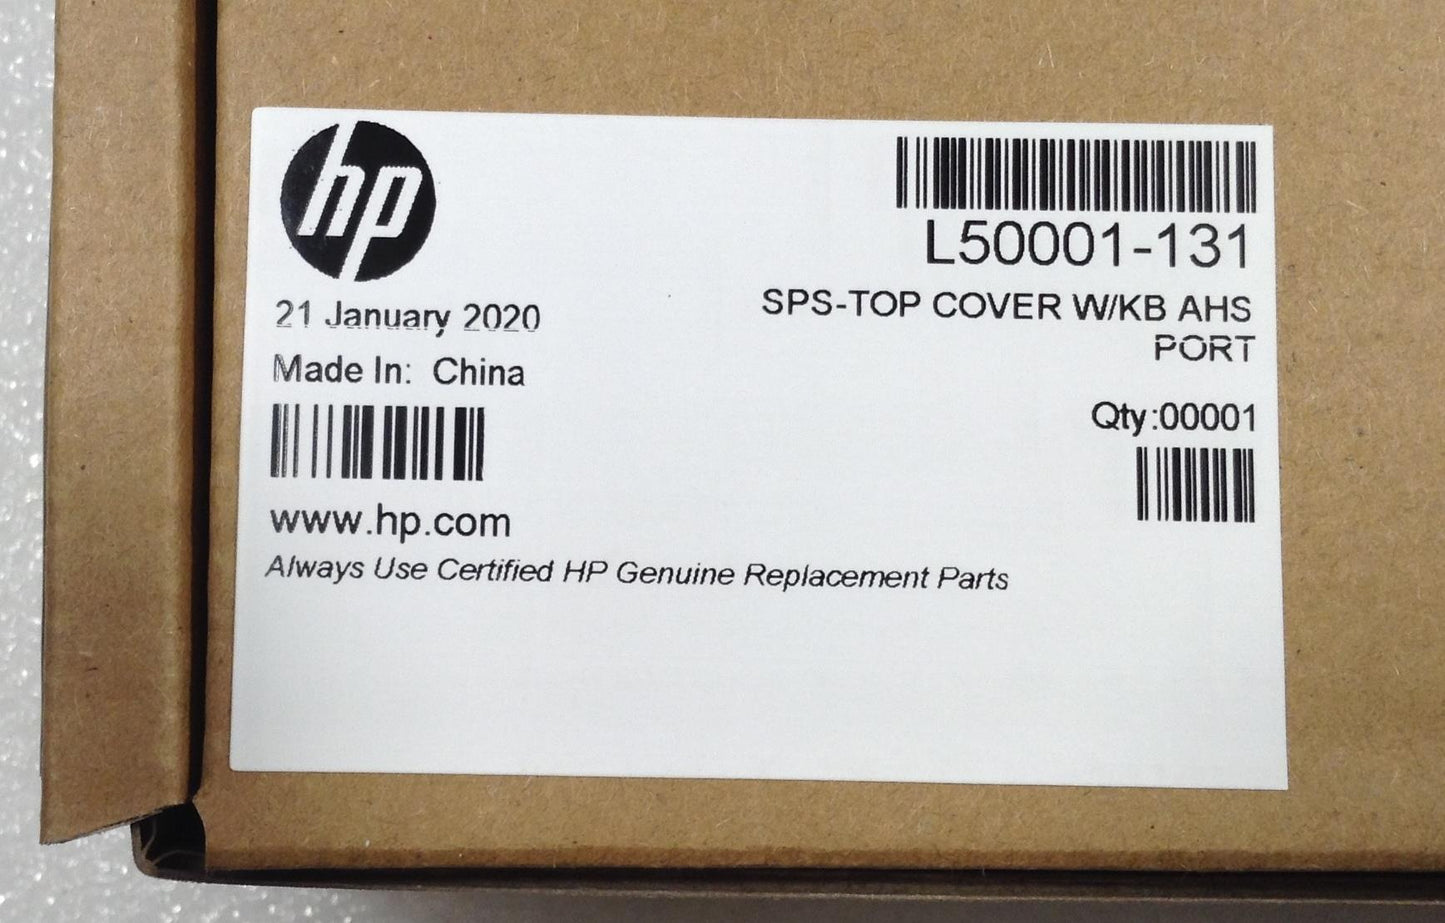 hp
L50001-131
21 January 2020
SPS-TOP COVER W/KB AHS
PORT
Made In: China
Qty:00001
www.hp.com
Always Use Certified HP Genuine Replacement Parts